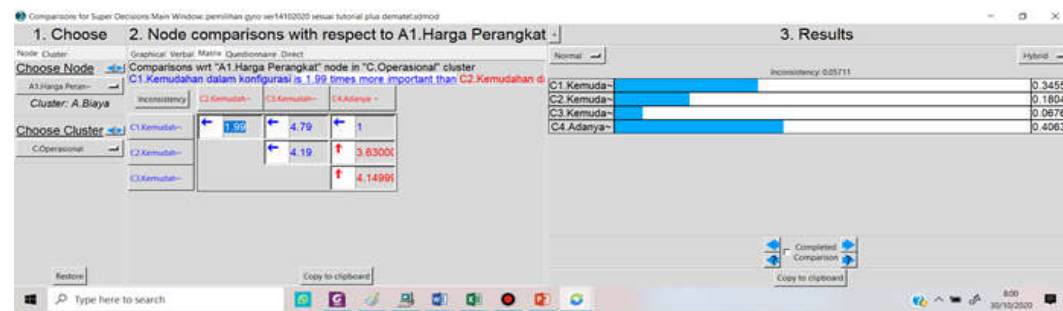 Comparisons for Super Decisions Main Window: pemilihan gyro ver14102020 sesuai tutorial plus dematel.sdmod
1. Choose
2. Node comparisons with respect to A1.Harga Perangkat
3. Results
Node Cluster
Graphical Verbal Matrix Questionnaire Direct
Normal
Hybrid
Choose Node
Comparisons wrt "A1.Harga Perangkat" node in "C.Operasional" cluster
C1.Kemudahan dalam konfigurasi is 1.99 times more important than C2.Kemudahan d
Inconsistency: 0.05711
A1.Harga Peran~
Cluster: A.Biaya
Inconsistency C2.Kemudah~ C3.Kemudah~ C4.Adanya ~
C1.Kemuda~ 0.3455
C2.Kemuda~ 0.1804
C3.Kemuda~ 0.0676
C4.Adanya~ 0.4063
Choose Cluster
C.Operasional
C1.Kemudah~ ← 1.99 ← 4.79 ← 1
C2.Kemudah~ ← 4.19 ↑ 3.63000
C3.Kemudah~ ↑ 4.14999
Completed
Comparison
Restore
Copy to clipboard
Copy to clipboard
Type here to search
8:00
30/10/2020